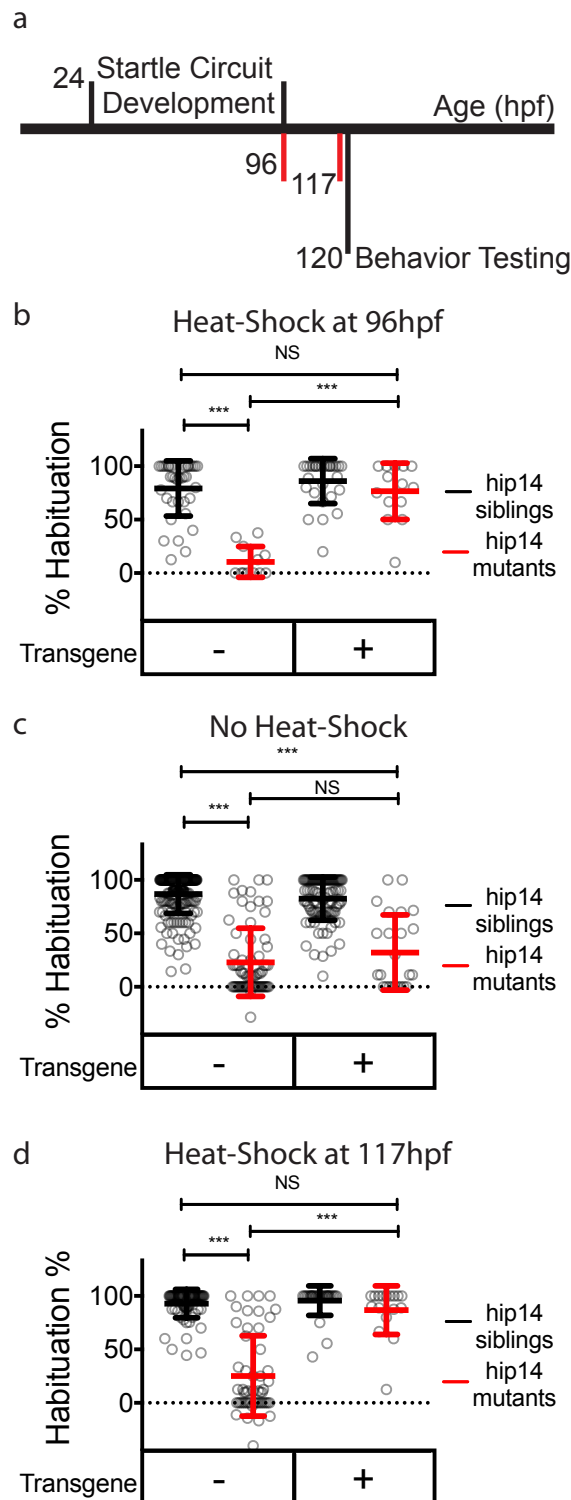 a
24
Startle Circuit
Development
Age (hpf)
96
117
120 Behavior Testing
b
Heat-Shock at 96hpf
NS
***
***
% Habituation
100
50
0
hip14
siblings
hip14
mutants
Transgene
-
+
c
No Heat-Shock
***
NS
***
% Habituation
100
50
0
hip14
siblings
hip14
mutants
Transgene
-
+
d
Heat-Shock at 117hpf
NS
***
***
Habituation %
100
50
0
hip14
siblings
hip14
mutants
Transgene
-
+